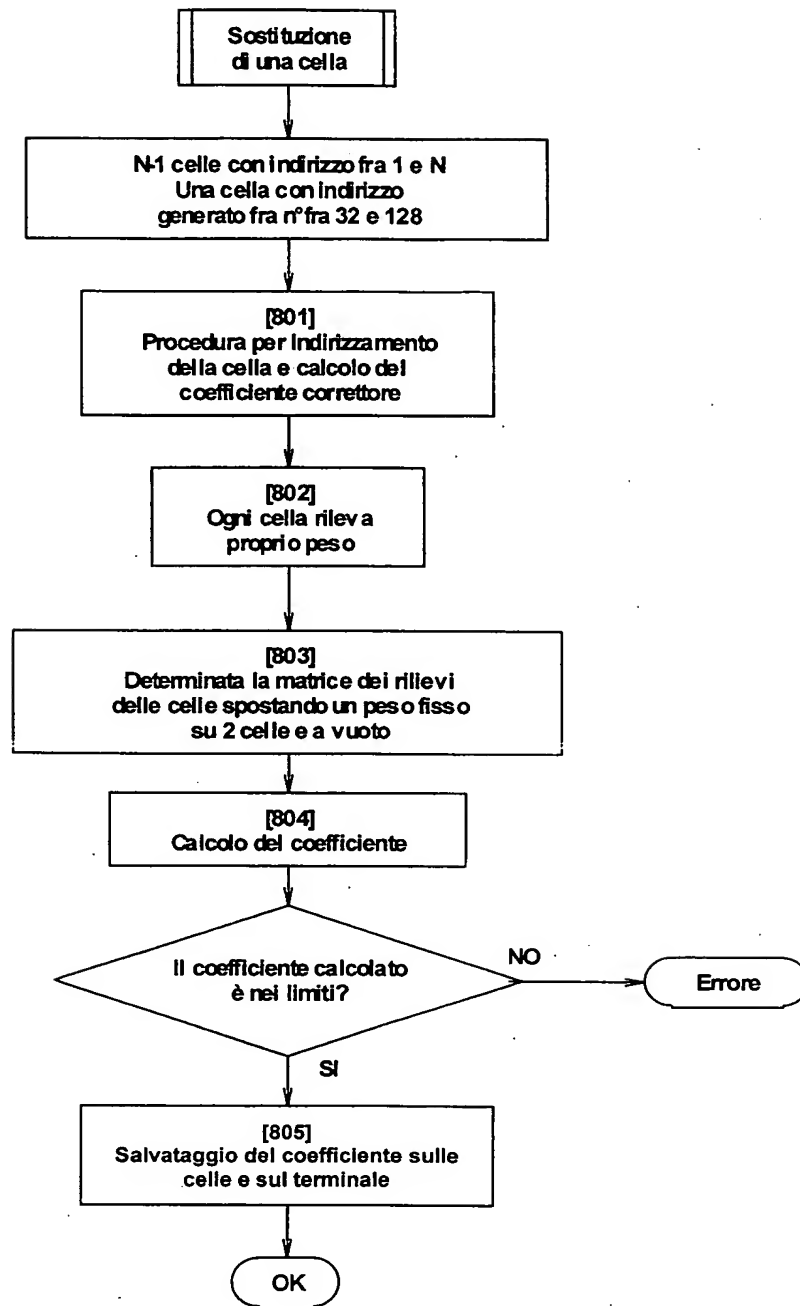 Sostituzione
di una cella
N-1 celle con indirizzo fra 1 e N
Una cella con indirizzo
generato fra n° fra 32 e 128
[801]
Procedura per Indirizzamento
della cella e calcolo del
coefficiente correttore
[802]
Ogni cella rileva
proprio peso
[803]
Determinata la matrice dei rilievi
delle celle spostando un peso fisso
su 2 celle e a vuoto
[804]
Calcolo del coefficiente
Il coefficiente calcolato
è nei limiti?
NO
Errore
SI
[805]
Salvataggio del coefficiente sulle
celle e sul terminale
OK